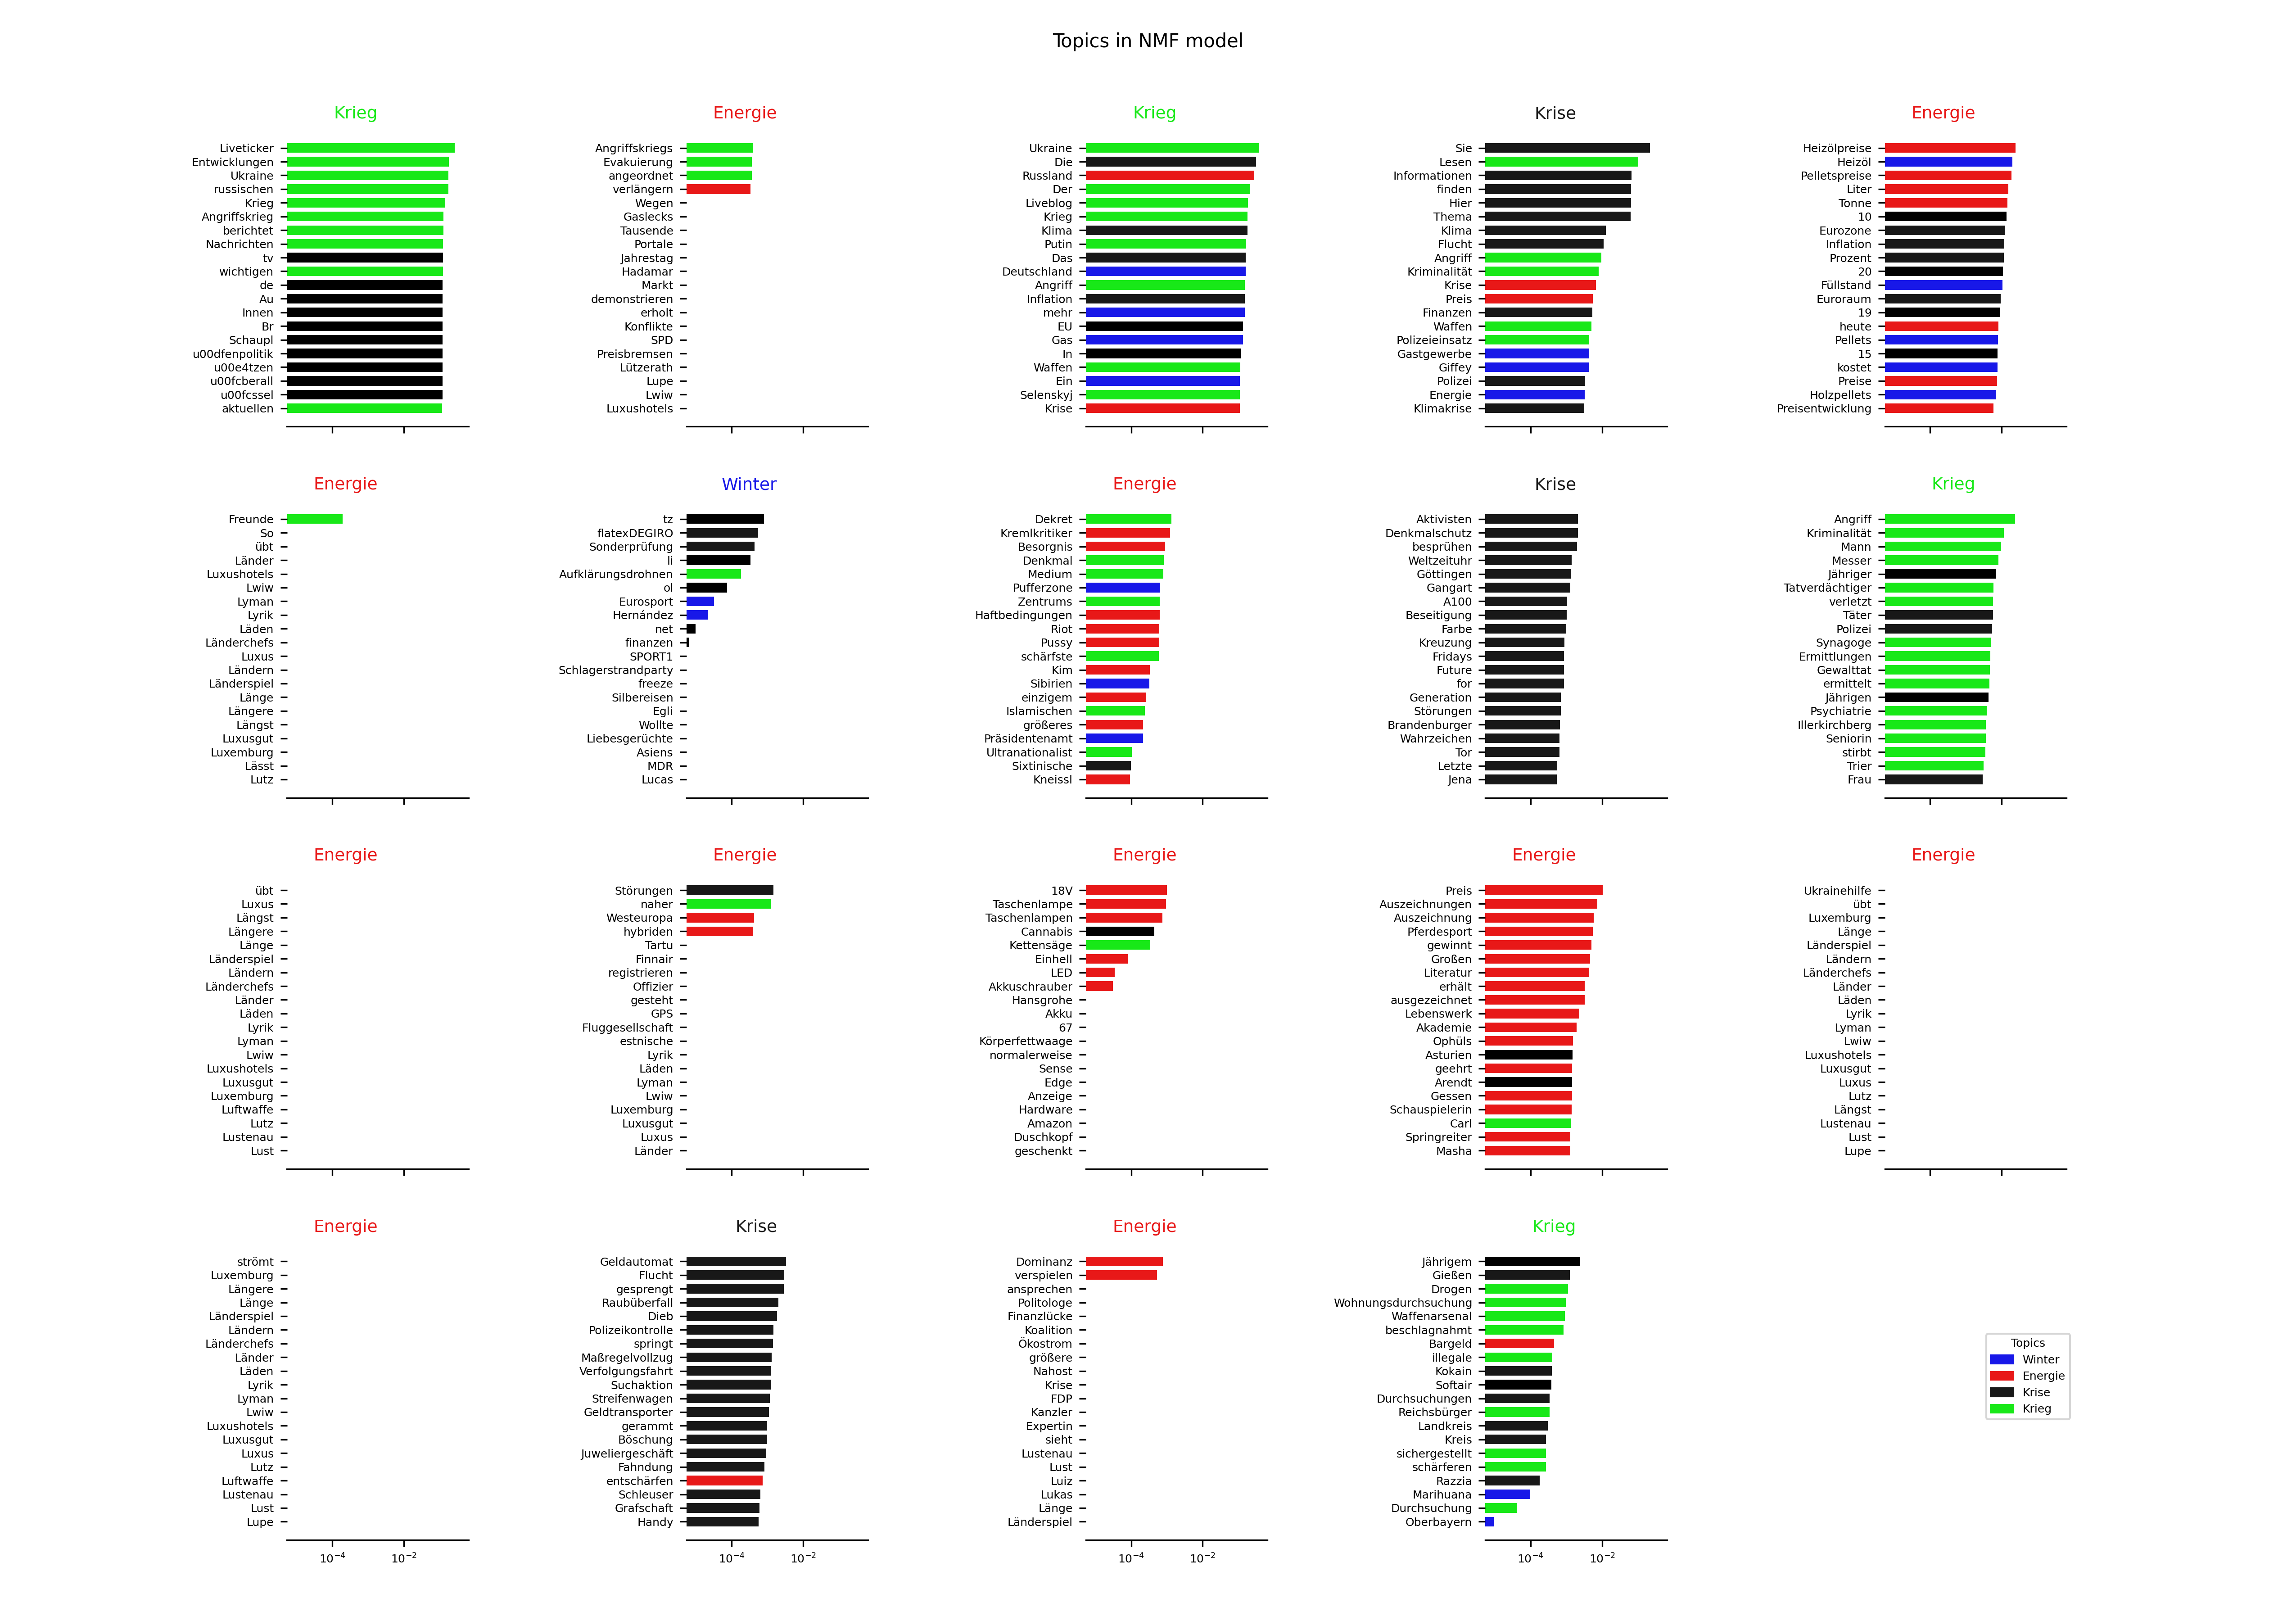 Topics in NMF model
Krieg
Liveticker
Entwicklungen
Ukraine
russischen
Krieg
Angriffskrieg
berichtet
Nachrichten
tv
wichtigen
de
Au
Innen
Br
Schaupl
u00dfenpolitik
u00e4tzen
u00fcberall
u00fcssel
aktuellen
Energie
Angriffskriegs
Evakuierung
angeordnet
verlängern
Wegen
Gaslecks
Tausende
Portale
Jahrestag
Hadamar
Markt
demonstrieren
erholt
Konflikte
SPD
Preisbremsen
Lützerath
Lupe
Lwiw
Luxushotels
Krieg
Ukraine
Die
Russland
Der
Liveblog
Krieg
Klima
Putin
Das
Deutschland
Angriff
Inflation
mehr
EU
Gas
In
Waffen
Ein
Selenskyj
Krise
Krise
Sie
Lesen
Informationen
finden
Hier
Thema
Klima
Flucht
Angriff
Kriminalität
Krise
Preis
Finanzen
Waffen
Polizeieinsatz
Gastgewerbe
Giffey
Polizei
Energie
Klimakrise
Energie
Heizölpreise
Heizöl
Pelletspreise
Liter
Tonne
10
Eurozone
Inflation
Prozent
20
Füllstand
Euroraum
19
heute
Pellets
15
kostet
Preise
Holzpellets
Preisentwicklung
Energie
Freunde
So
übt
Länder
Luxushotels
Lwiw
Lyman
Lyrik
Läden
Länderchefs
Luxus
Ländern
Länderspiel
Länge
Längere
Längst
Luxusgut
Luxemburg
Lässt
Lutz
Winter
tz
flatexDEGIRO
Sonderprüfung
li
Aufklärungsdrohnen
ol
Eurosport
Hernández
net
finanzen
SPORT1
Schlagerstrandparty
freeze
Silbereisen
Egli
Wollte
Liebesgerüchte
Asiens
MDR
Lucas
Energie
Dekret
Kremlkritiker
Besorgnis
Denkmal
Medium
Pufferzone
Zentrums
Haftbedingungen
Riot
Pussy
schärfste
Kim
Sibirien
einzigem
Islamischen
größeres
Präsidentenamt
Ultranationalist
Sixtinische
Kneissl
Krise
Aktivisten
Denkmalschutz
besprühen
Weltzeituhr
Göttingen
Gangart
A100
Beseitigung
Farbe
Kreuzung
Fridays
Future
for
Generation
Störungen
Brandenburger
Wahrzeichen
Tor
Letzte
Jena
Krieg
Angriff
Kriminalität
Mann
Messer
Jähriger
Tatverdächtiger
verletzt
Täter
Polizei
Synagoge
Ermittlungen
Gewalttat
ermittelt
Jährigen
Psychiatrie
Illerkirchberg
Seniorin
stirbt
Trier
Frau
Energie
übt
Luxus
Längst
Längere
Länge
Länderspiel
Ländern
Länderchefs
Länder
Läden
Lyrik
Lyman
Lwiw
Luxushotels
Luxusgut
Luxemburg
Luftwaffe
Lutz
Lustenau
Lust
Energie
Störungen
naher
Westeuropa
hybriden
Tartu
Finnair
registrieren
Offizier
gesteht
GPS
Fluggesellschaft
estnische
Lyrik
Läden
Lyman
Lwiw
Luxemburg
Luxusgut
Luxus
Länder
Energie
18V
Taschenlampe
Taschenlampen
Cannabis
Kettensäge
Einhell
LED
Akkuschrauber
Hansgrohe
Akku
67
Körperfettwaage
normalerweise
Sense
Edge
Anzeige
Hardware
Amazon
Duschkopf
geschenkt
Energie
Preis
Auszeichnungen
Auszeichnung
Pferdesport
gewinnt
Großen
Literatur
erhält
ausgezeichnet
Lebenswerk
Akademie
Ophüls
Asturien
geehrt
Arendt
Gessen
Schauspielerin
Carl
Springreiter
Masha
Energie
Ukrainehilfe
übt
Luxemburg
Länge
Länderspiel
Ländern
Länderchefs
Länder
Läden
Lyrik
Lyman
Lwiw
Luxushotels
Luxusgut
Luxus
Lutz
Längst
Lustenau
Lust
Lupe
Energie
strömt
Luxemburg
Längere
Länge
Länderspiel
Ländern
Länderchefs
Länder
Läden
Lyrik
Lyman
Lwiw
Luxushotels
Luxusgut
Luxus
Lutz
Luftwaffe
Lustenau
Lust
Lupe
10⁻⁴ 10⁻²
Krise
Geldautomat
Flucht
gesprengt
Raubüberfall
Dieb
Polizeikontrolle
springt
Maßregelvollzug
Verfolgungsfahrt
Suchaktion
Streifenwagen
Geldtransporter
gerammt
Böschung
Juweliergeschäft
Fahndung
entschärfen
Schleuser
Grafschaft
Handy
10⁻⁴ 10⁻²
Energie
Dominanz
verspielen
ansprechen
Politologe
Finanzlücke
Koalition
Ökostrom
größere
Nahost
Krise
FDP
Kanzler
Expertin
sieht
Lustenau
Lust
Luiz
Lukas
Länge
Länderspiel
10⁻⁴ 10⁻²
Krieg
Jährigem
Gießen
Drogen
Wohnungsdurchsuchung
Waffenarsenal
beschlagnahmt
Bargeld
illegale
Kokain
Softair
Durchsuchungen
Reichsbürger
Landkreis
Kreis
sichergestellt
schärferen
Razzia
Marihuana
Durchsuchung
Oberbayern
10⁻⁴ 10⁻²
Topics
Winter
Energie
Krise
Krieg